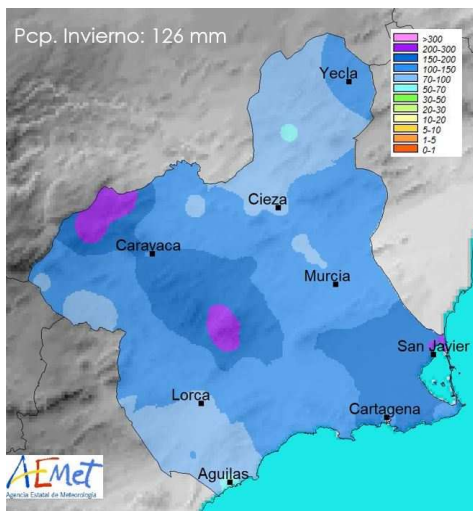 Pcp. Invierno: 126 mm
>300
200-300
150-200
100-150
70-100
50-70
30-50
20-30
10-20
5-10
1-5
0-1
Yecla
Cieza
Caravaca
Murcia
San Javier
Lorca
Cartagena
Aguilas
AEMet
Agencia Estatal de Meteorología